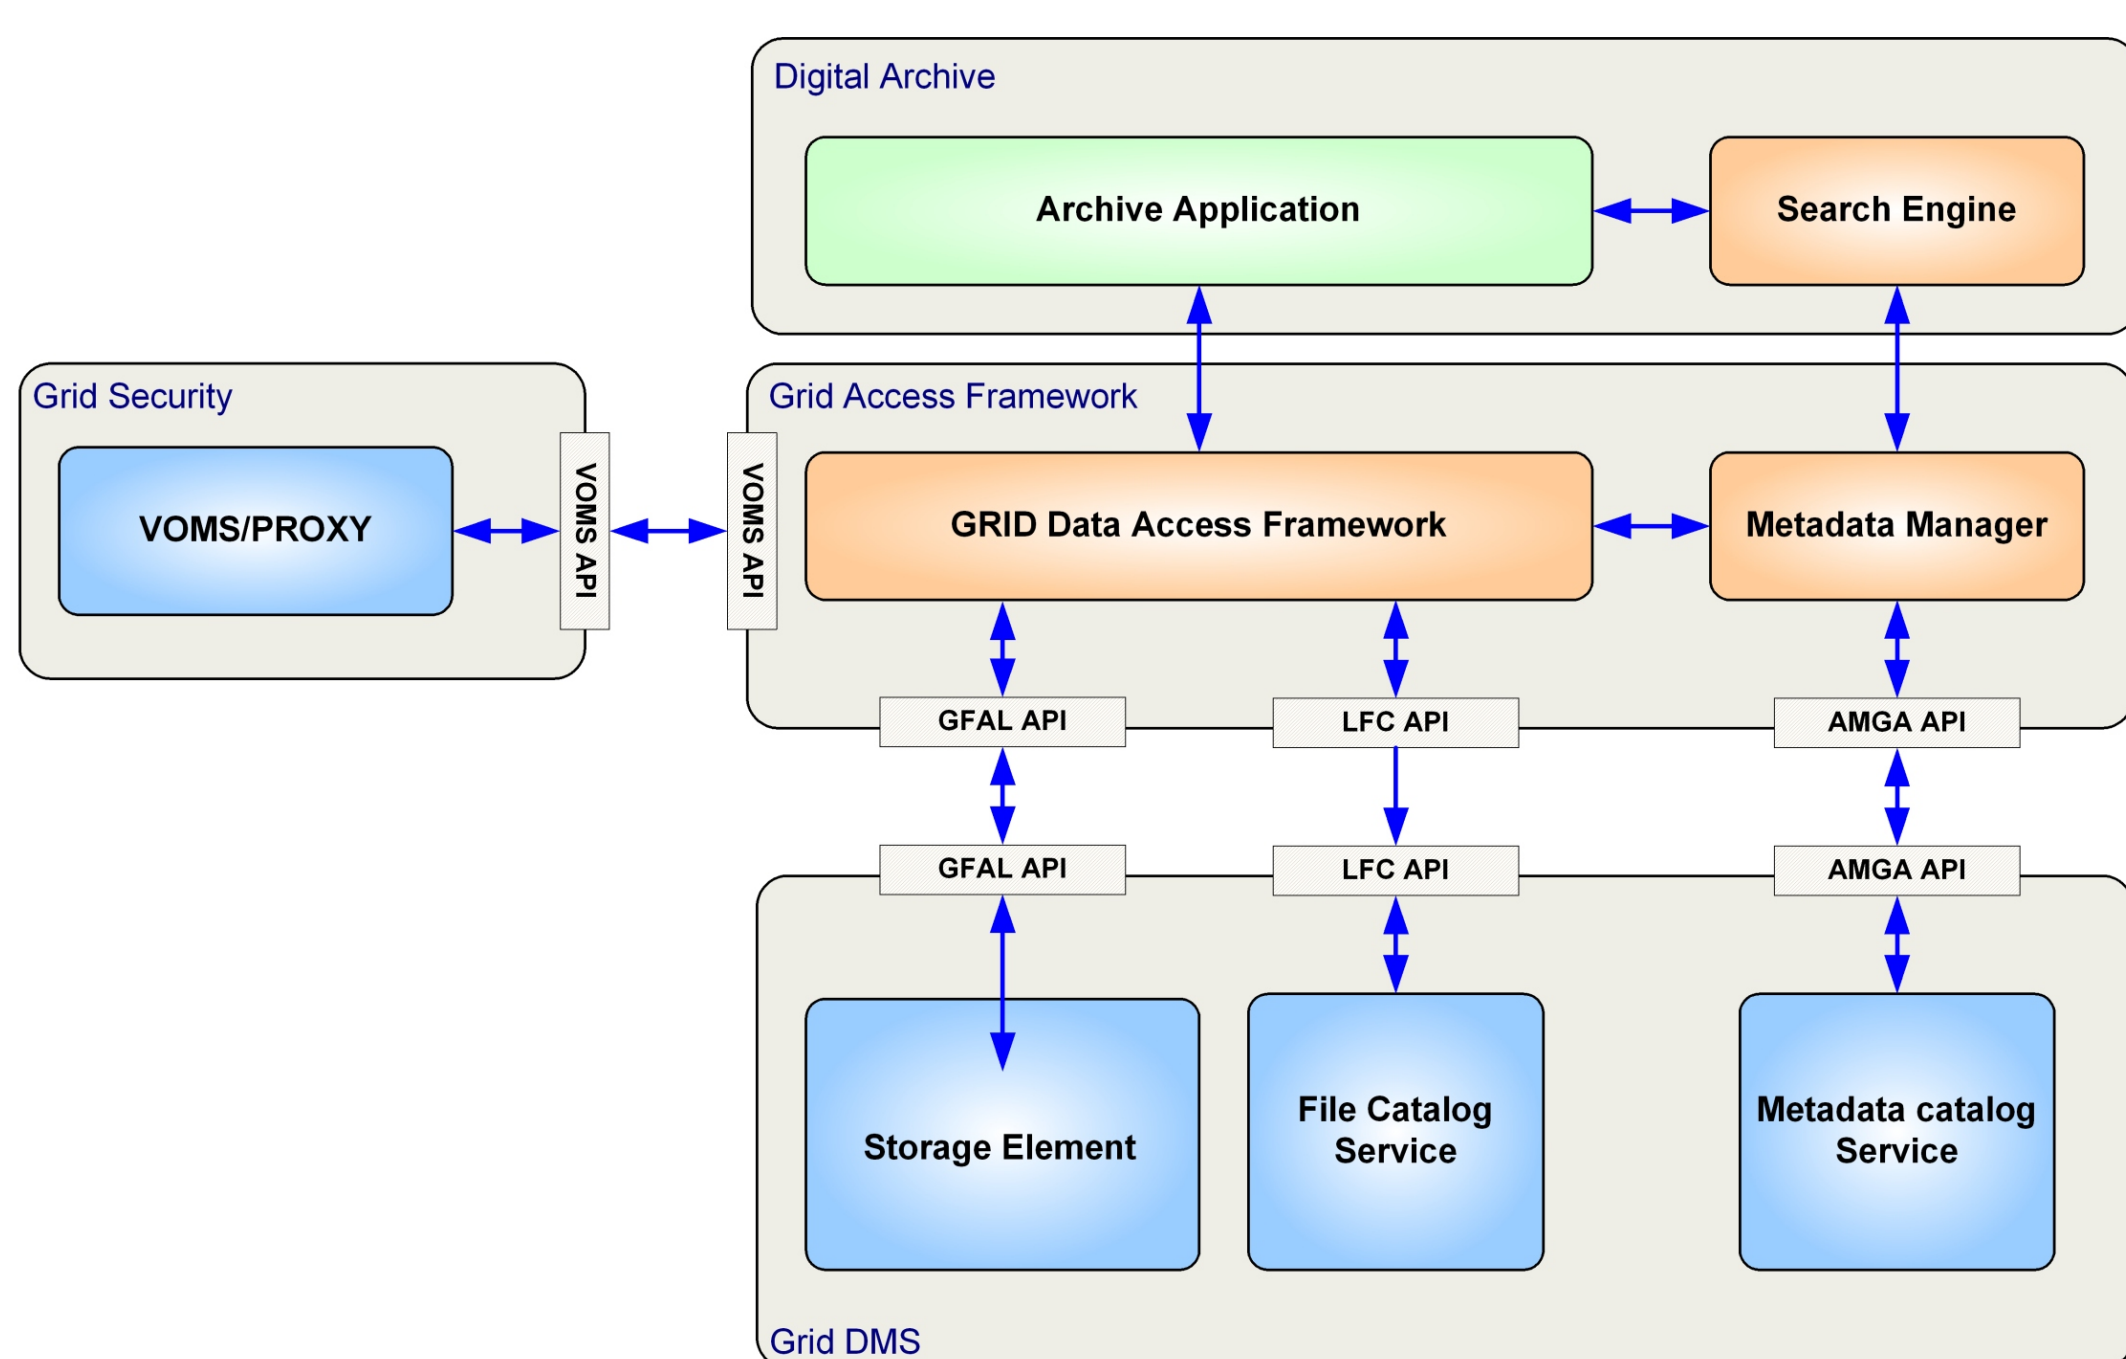 Digital Archive
Archive Application
Search Engine
Grid Security
VOMS/PROXY
VOMS API
VOMS API
Grid Access Framework
GRID Data Access Framework
Metadata Manager
GFAL API
LFC API
AMGA API
GFAL API
LFC API
AMGA API
Storage Element
File Catalog
Service
Metadata catalog
Service
Grid DMS